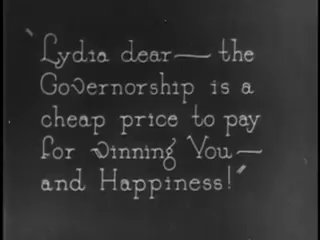 "Lydia dear— the
Governorship is a
cheap price to pay
for winning You—
and Happiness!"